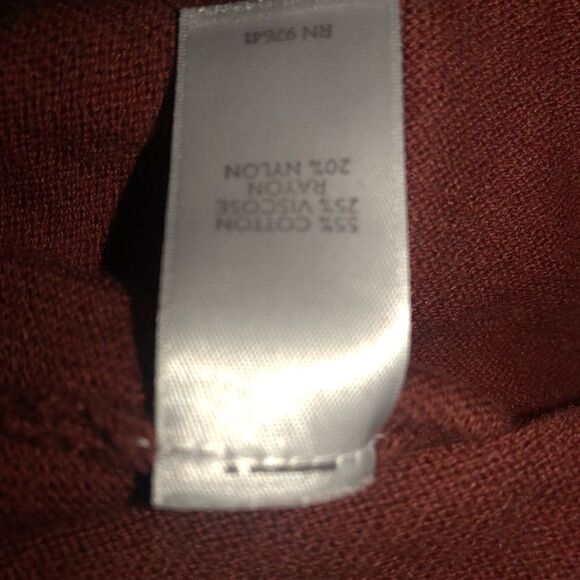 55% COTTON
25% VISCOSE
RAYON
20% NYLON
RN 97641